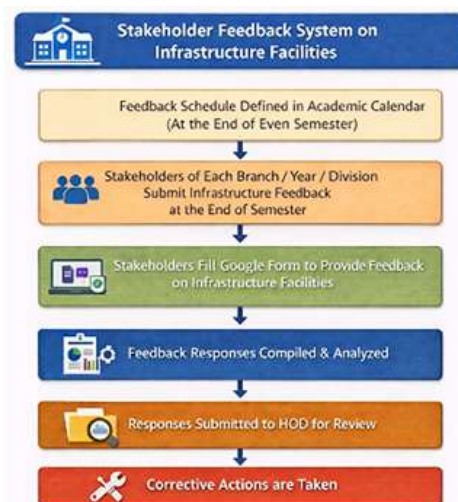 Stakeholder Feedback System on
Infrastructure Facilities
Feedback Schedule Defined in Academic Calendar
(At the End of Even Semester)
Stakeholders of Each Branch / Year / Division
Submit Infrastructure Feedback
at the End of Semester
Stakeholders Fill Google Form to Provide Feedback
on Infrastructure Facilities
Feedback Responses Compiled & Analyzed
Responses Submitted to HOD for Review
Corrective Actions are Taken